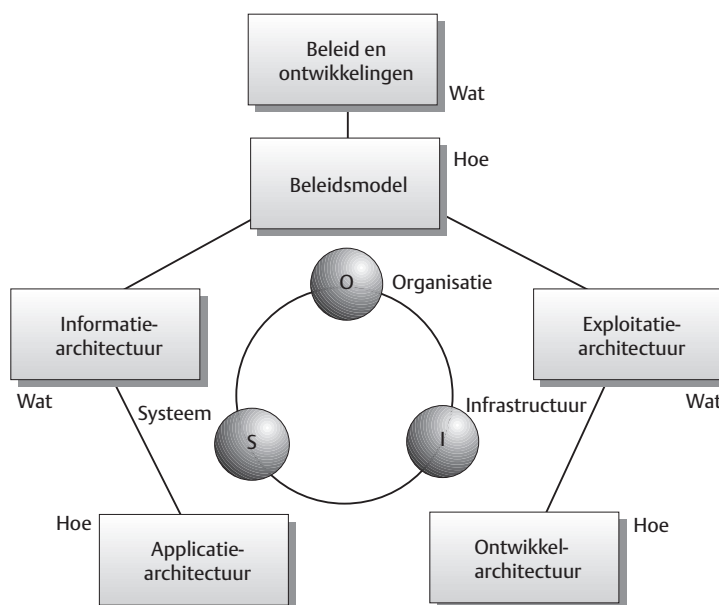 Beleid en
ontwikkelingen
Wat
Hoe
Beleidsmodel
O
Organisatie
Informatie-
architectuur
Exploitatie-
architectuur
Wat
Systeem
Infrastructuur
Wat
S
I
Hoe
Applicatie-
architectuur
Ontwikkel-
architectuur
Hoe